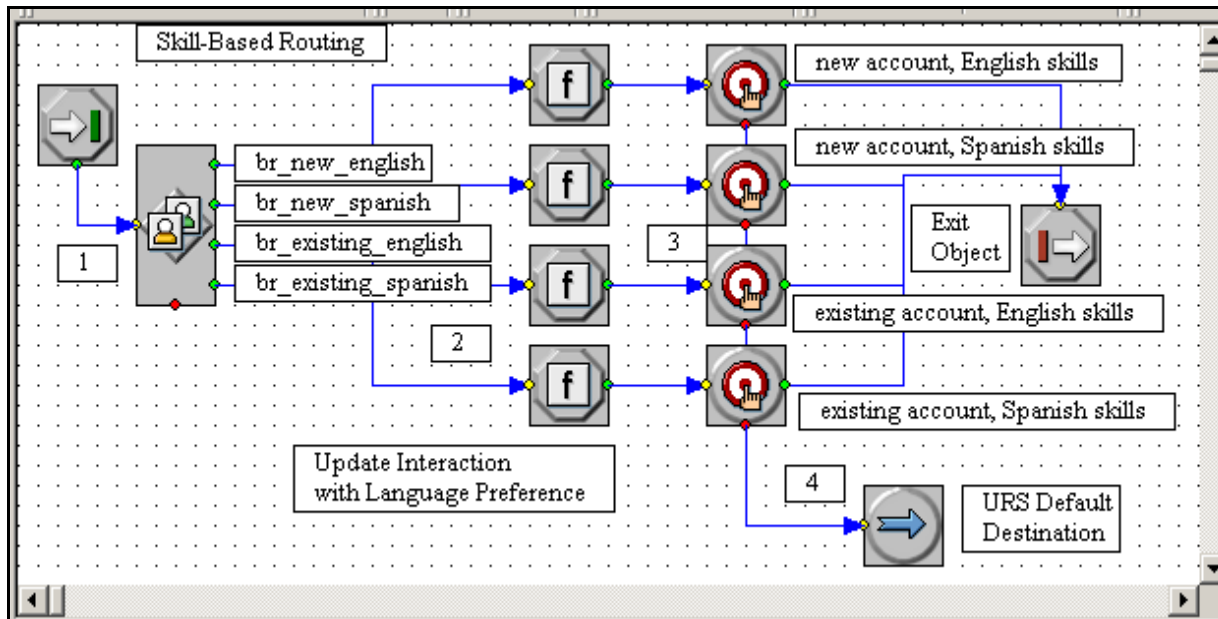 Skill-Based Routing
new account, English skills
new account, Spanish skills
br_new_english
br_new_spanish
br_existing_english
br_existing_spanish
1
f
f
f
f
3
Exit
Object
existing account, English skills
2
existing account, Spanish skills
Update Interaction
with Language Preference
4
URS Default
Destination